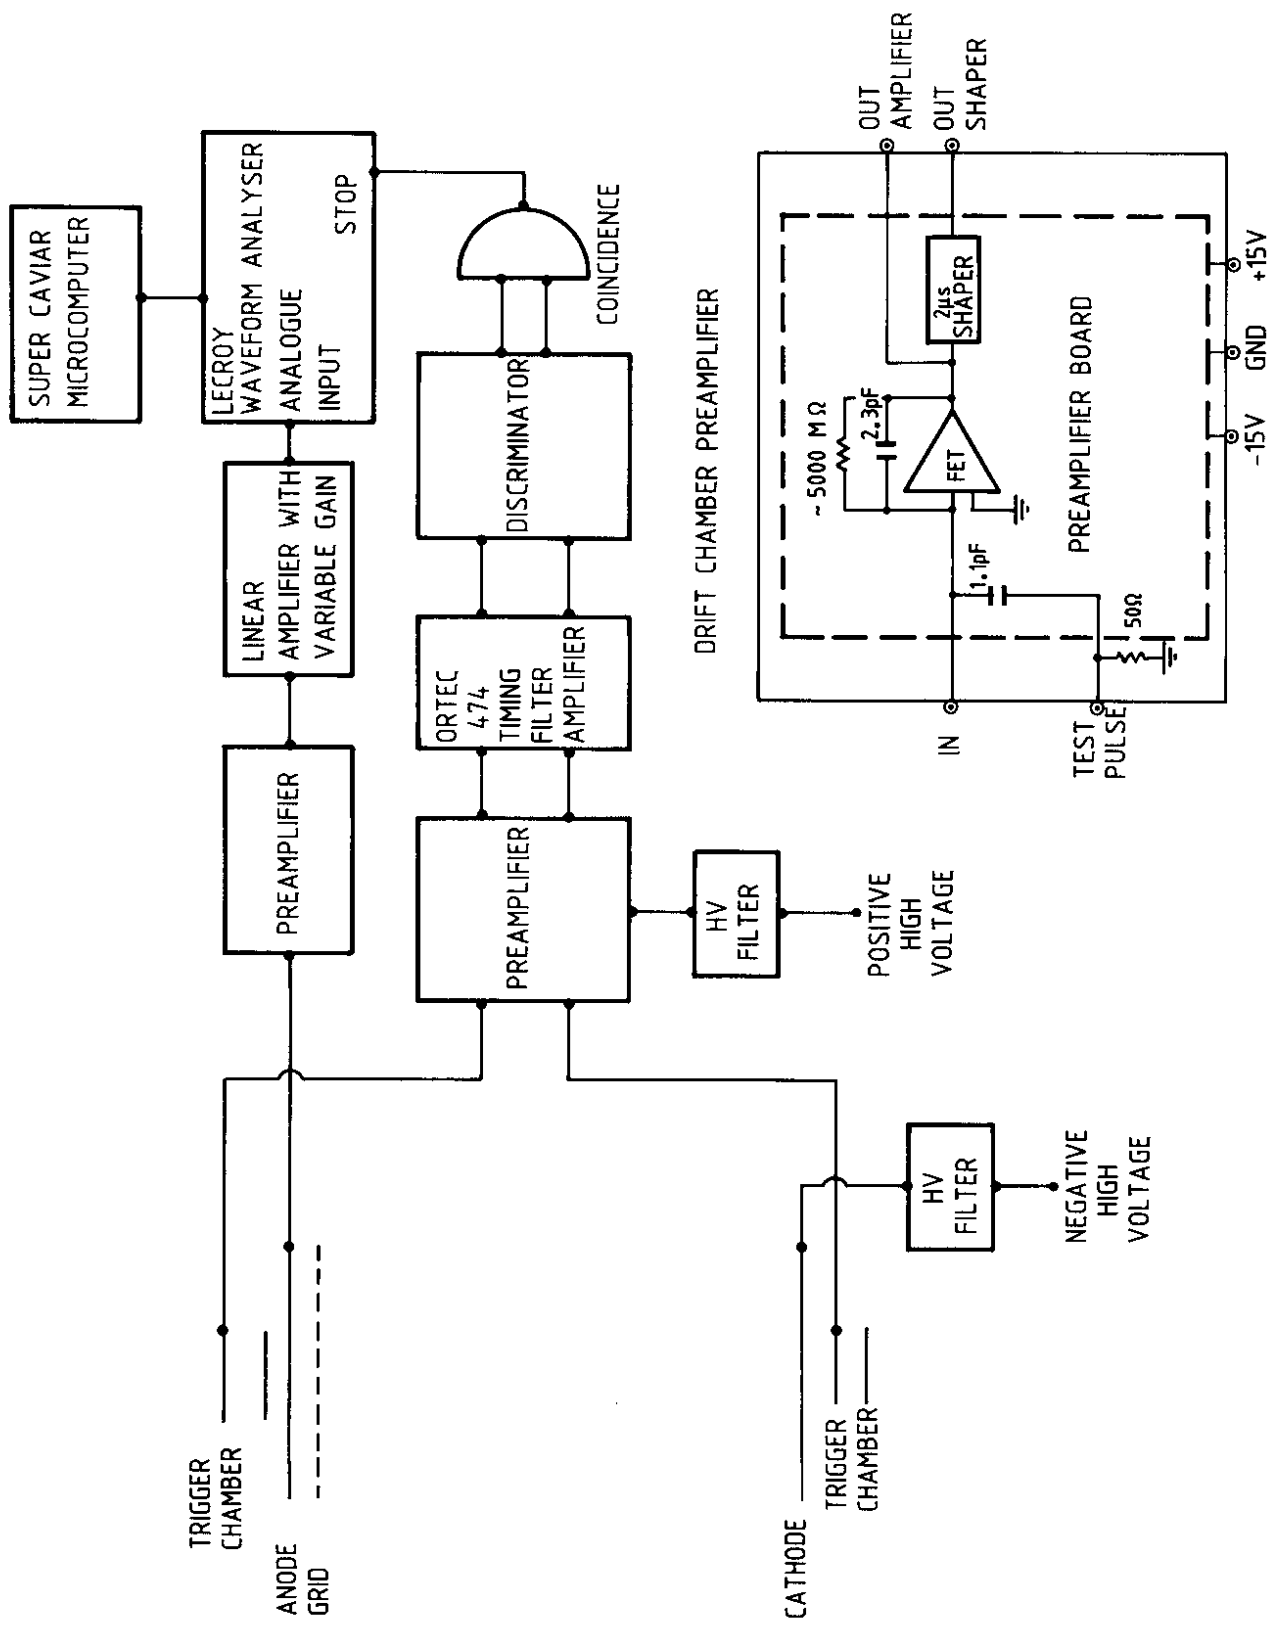 SUPER CAVIAR
MICROCOMPUTER
LECROY
WAVEFORM ANALYSER
ANALOGUE
INPUT
STOP
COINCIDENCE
LINEAR
AMPLIFIER WITH
VARIABLE GAIN
DISCRIMINATOR
ORTEC
474
TIMING
FILTER
AMPLIFIER
PREAMPLIFIER
PREAMPLIFIER
HV
FILTER
POSITIVE
HIGH
VOLTAGE
TRIGGER
CHAMBER
ANODE
GRID
CATHODE
TRIGGER
CHAMBER
HV
FILTER
NEGATIVE
HIGH
VOLTAGE
DRIFT CHAMBER PREAMPLIFIER
OUT
AMPLIFIER
OUT
SHAPER
2µs
SHAPER
~ 5000 MΩ
2.3pF
FET
1.1pF
50Ω
PREAMPLIFIER BOARD
IN
TEST
PULSE
-15V
GND
+15V